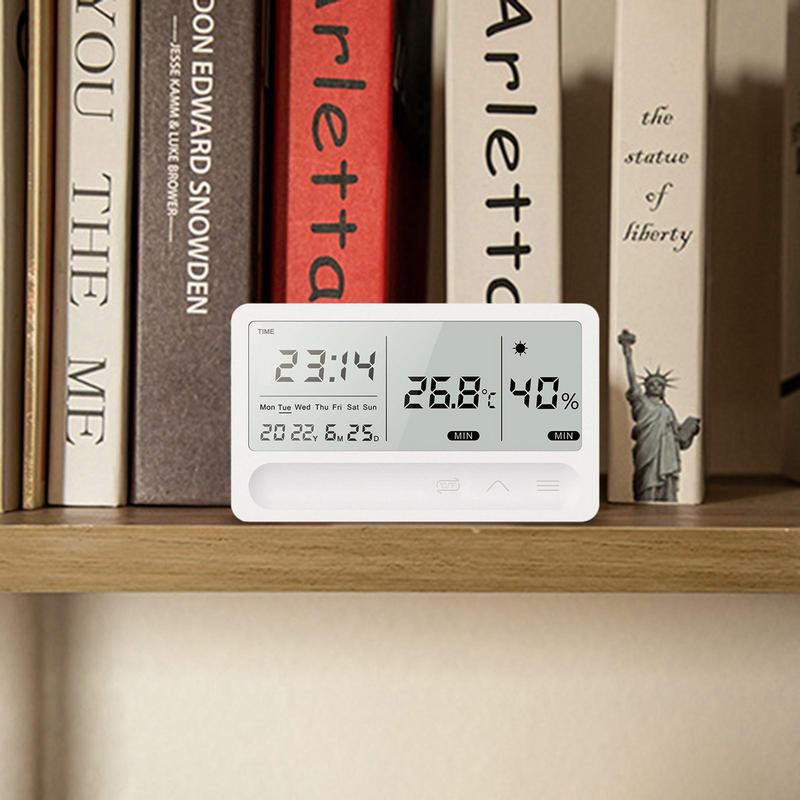 YOU THE ME
DON EDWARD SNOWDEN
JESSE KAMM & LUKE BROWER
Arletta
Arlette
the
statue
of
liberty
TIME
23:14
Mon Tue Wed Thu Fri Sat Sun
2022Y 6M 25D
26.8°C
MIN
40%
MIN
°C/°F